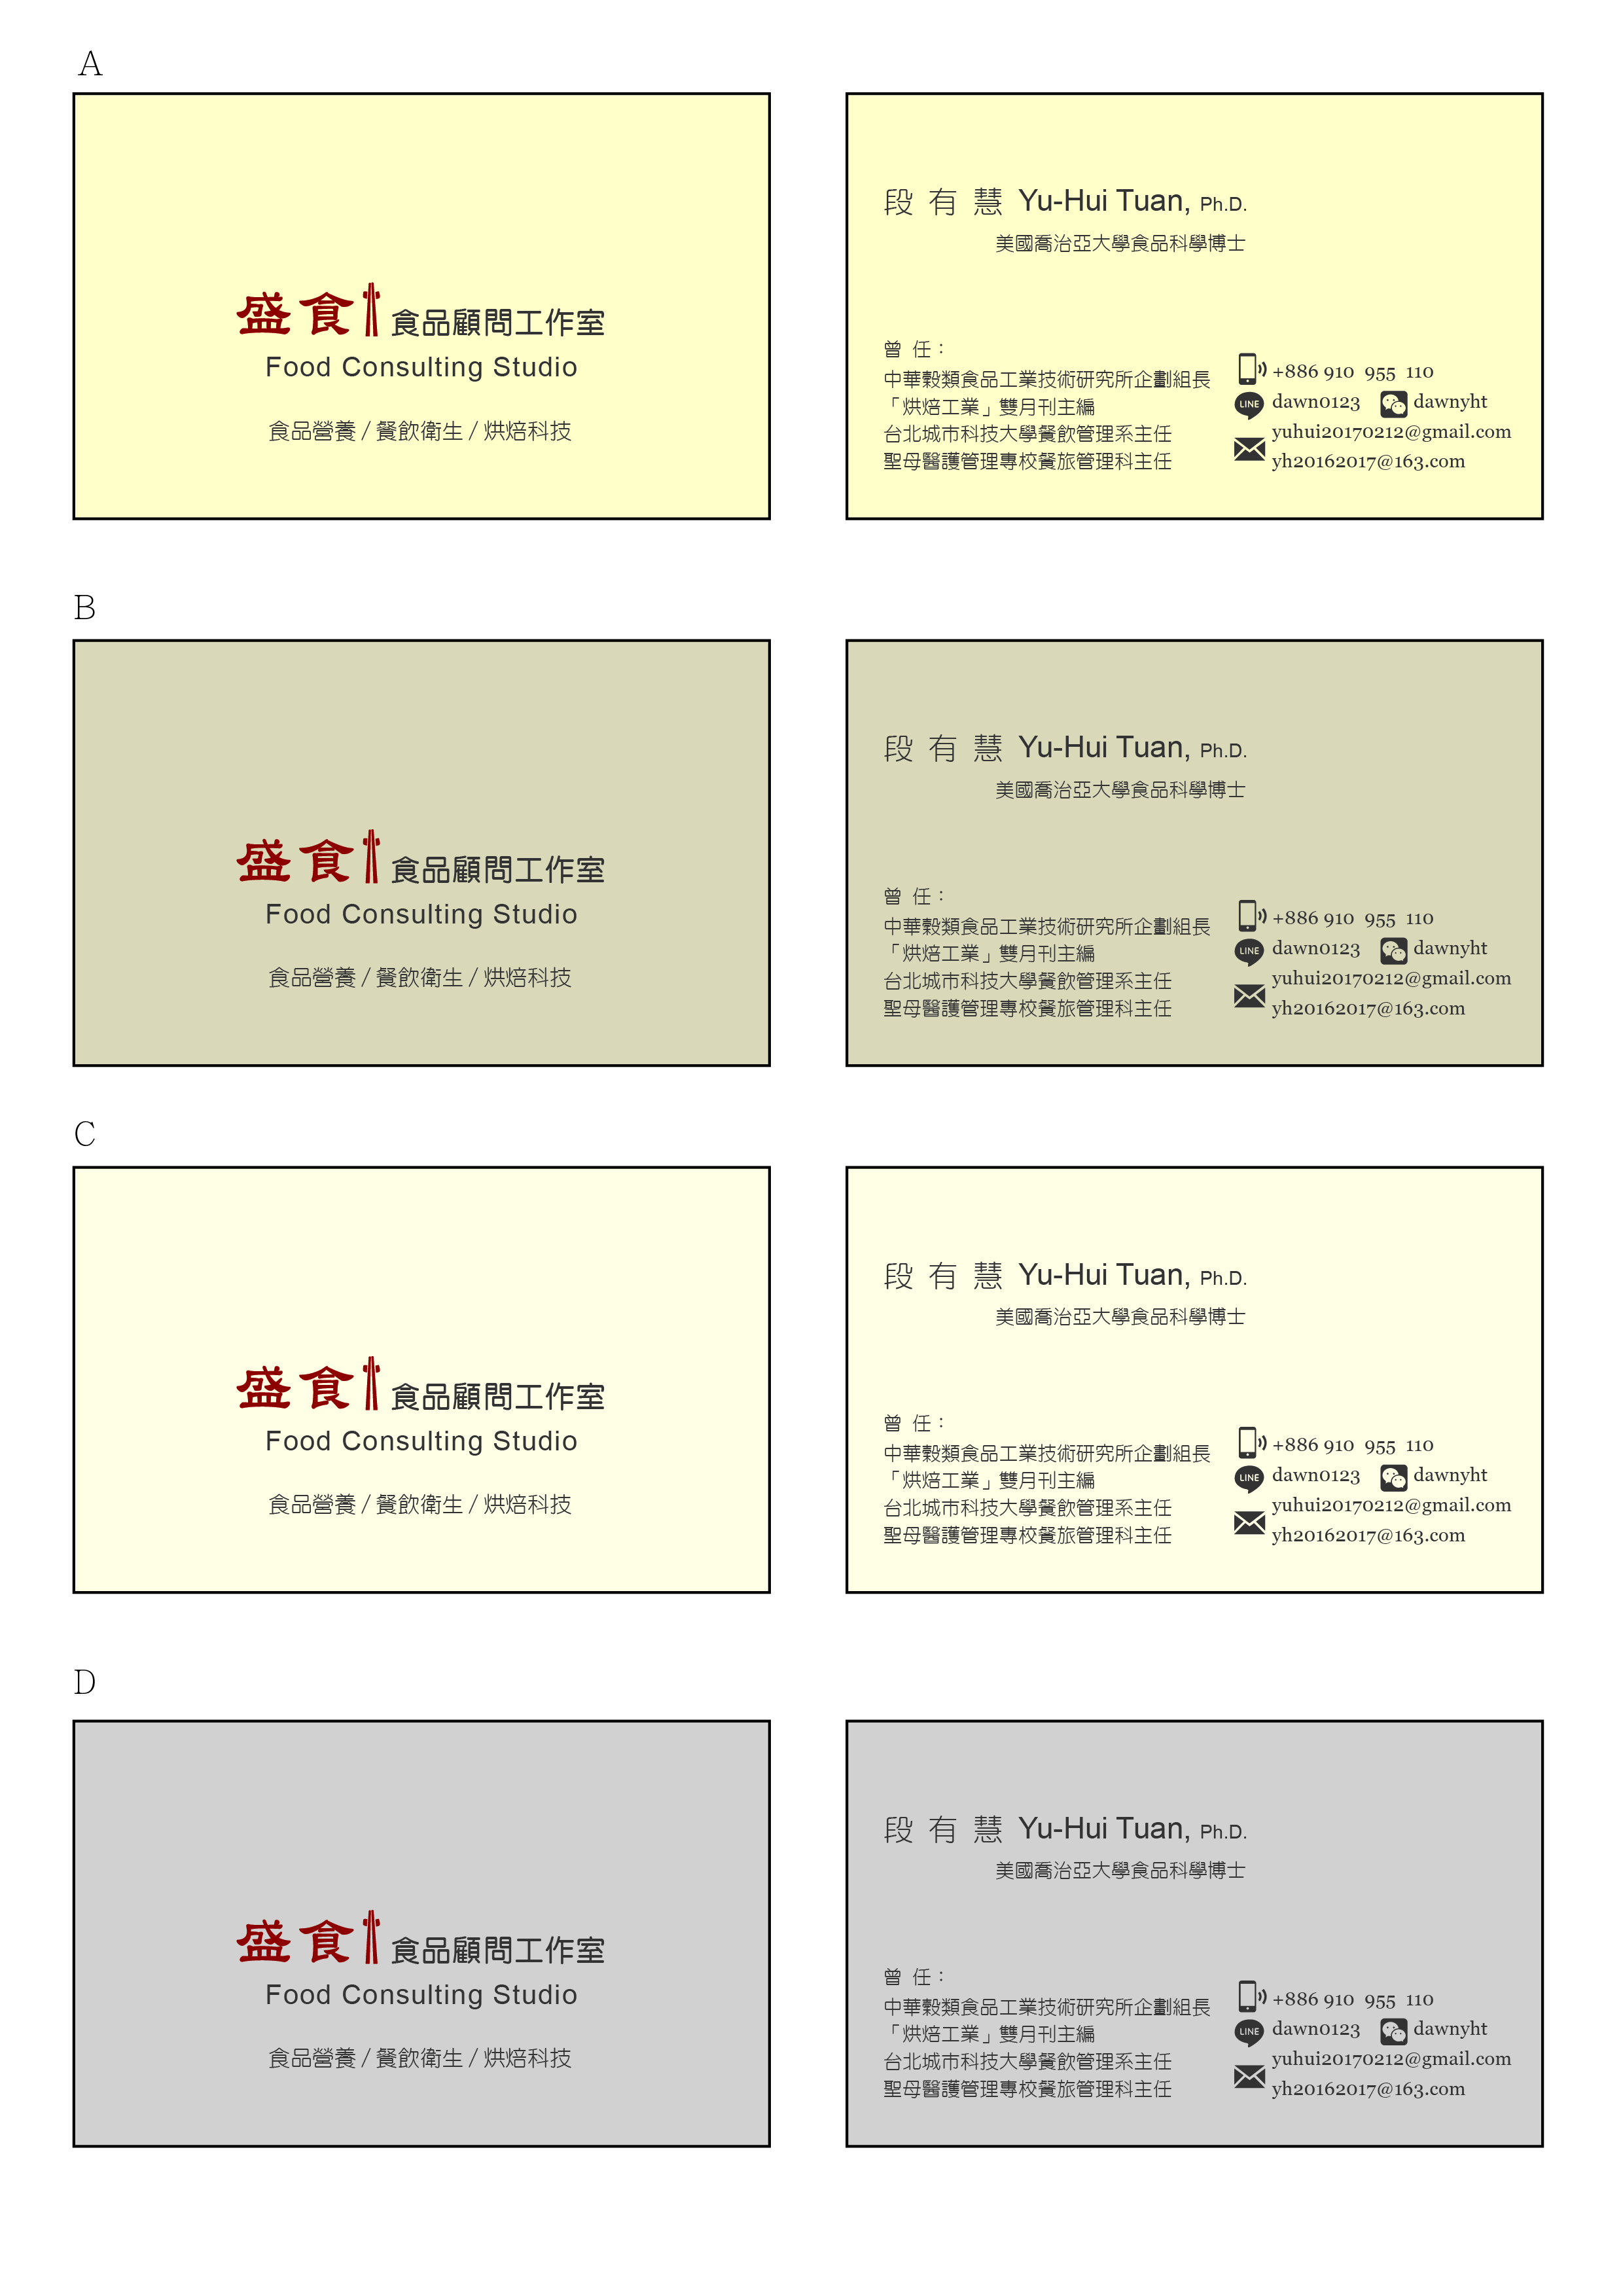 A
盛食 食品顧問工作室
Food Consulting Studio
食品營養 / 餐飲衛生 / 烘焙科技
段 有 慧 Yu-Hui Tuan, Ph.D.
美國喬治亞大學食品科學博士
曾 任：
中華穀類食品工業技術研究所企劃組長
「烘焙工業」雙月刊主編
台北城市科技大學餐飲管理系主任
聖母醫護管理專校餐旅管理科主任
+886 910 955 110
LINE dawn0123 dawnyht
yuhui20170212@gmail.com
yh20162017@163.com
B
盛食 食品顧問工作室
Food Consulting Studio
食品營養 / 餐飲衛生 / 烘焙科技
段 有 慧 Yu-Hui Tuan, Ph.D.
美國喬治亞大學食品科學博士
曾 任：
中華穀類食品工業技術研究所企劃組長
「烘焙工業」雙月刊主編
台北城市科技大學餐飲管理系主任
聖母醫護管理專校餐旅管理科主任
+886 910 955 110
LINE dawn0123 dawnyht
yuhui20170212@gmail.com
yh20162017@163.com
C
盛食 食品顧問工作室
Food Consulting Studio
食品營養 / 餐飲衛生 / 烘焙科技
段 有 慧 Yu-Hui Tuan, Ph.D.
美國喬治亞大學食品科學博士
曾 任：
中華穀類食品工業技術研究所企劃組長
「烘焙工業」雙月刊主編
台北城市科技大學餐飲管理系主任
聖母醫護管理專校餐旅管理科主任
+886 910 955 110
LINE dawn0123 dawnyht
yuhui20170212@gmail.com
yh20162017@163.com
D
盛食 食品顧問工作室
Food Consulting Studio
食品營養 / 餐飲衛生 / 烘焙科技
段 有 慧 Yu-Hui Tuan, Ph.D.
美國喬治亞大學食品科學博士
曾 任：
中華穀類食品工業技術研究所企劃組長
「烘焙工業」雙月刊主編
台北城市科技大學餐飲管理系主任
聖母醫護管理專校餐旅管理科主任
+886 910 955 110
LINE dawn0123 dawnyht
yuhui20170212@gmail.com
yh20162017@163.com